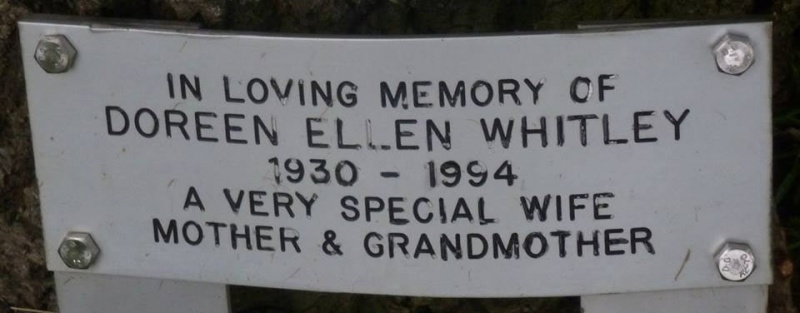 IN LOVING MEMORY OF
DOREEN ELLEN WHITLEY
1930 - 1994
A VERY SPECIAL WIFE
MOTHER & GRANDMOTHER